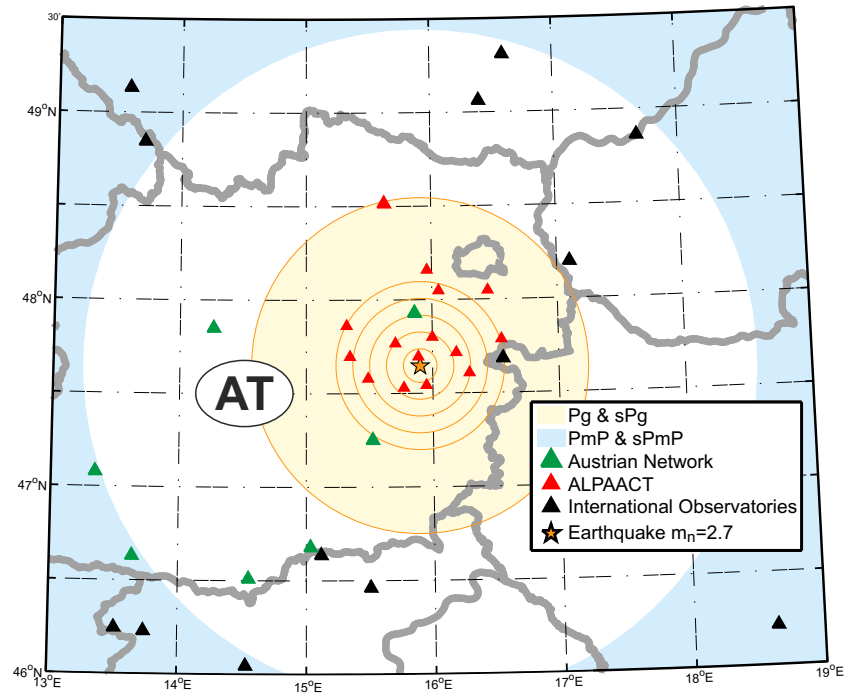 30'
49°N
48°N
47°N
46°N
AT
Pg & sPg
PmP & sPmP
Austrian Network
ALPAACT
International Observatories
Earthquake mn=2.7
13°E
14°E
15°E
16°E
17°E
18°E
19°E